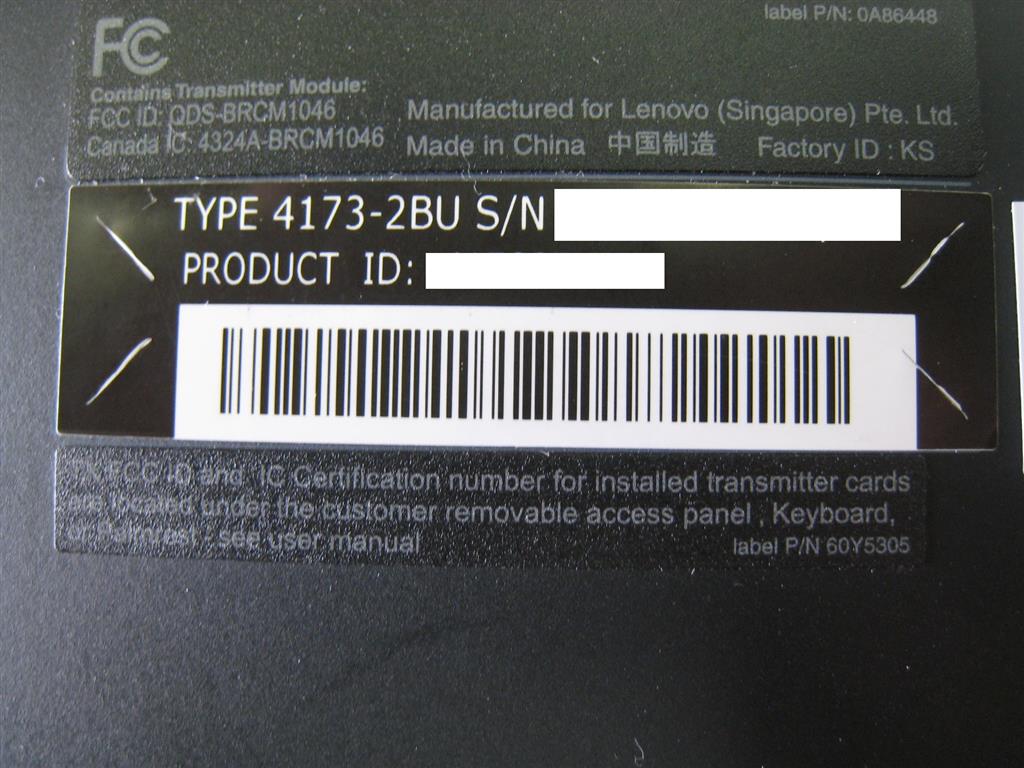 label P/N: 0A86448
FC
Contains Transmitter Module:
FCC ID: QDS-BRCM1046
Canada IC: 4324A-BRCM1046
Manufactured for Lenovo (Singapore) Pte. Ltd.
Made in China 中国制造 Factory ID : KS
TYPE 4173-2BU S/N
PRODUCT ID:
FCC ID and IC Certification number for installed transmitter cards
are located under the customer removable access panel , Keyboard,
or Palmrest : see user manual
label P/N 60Y5305